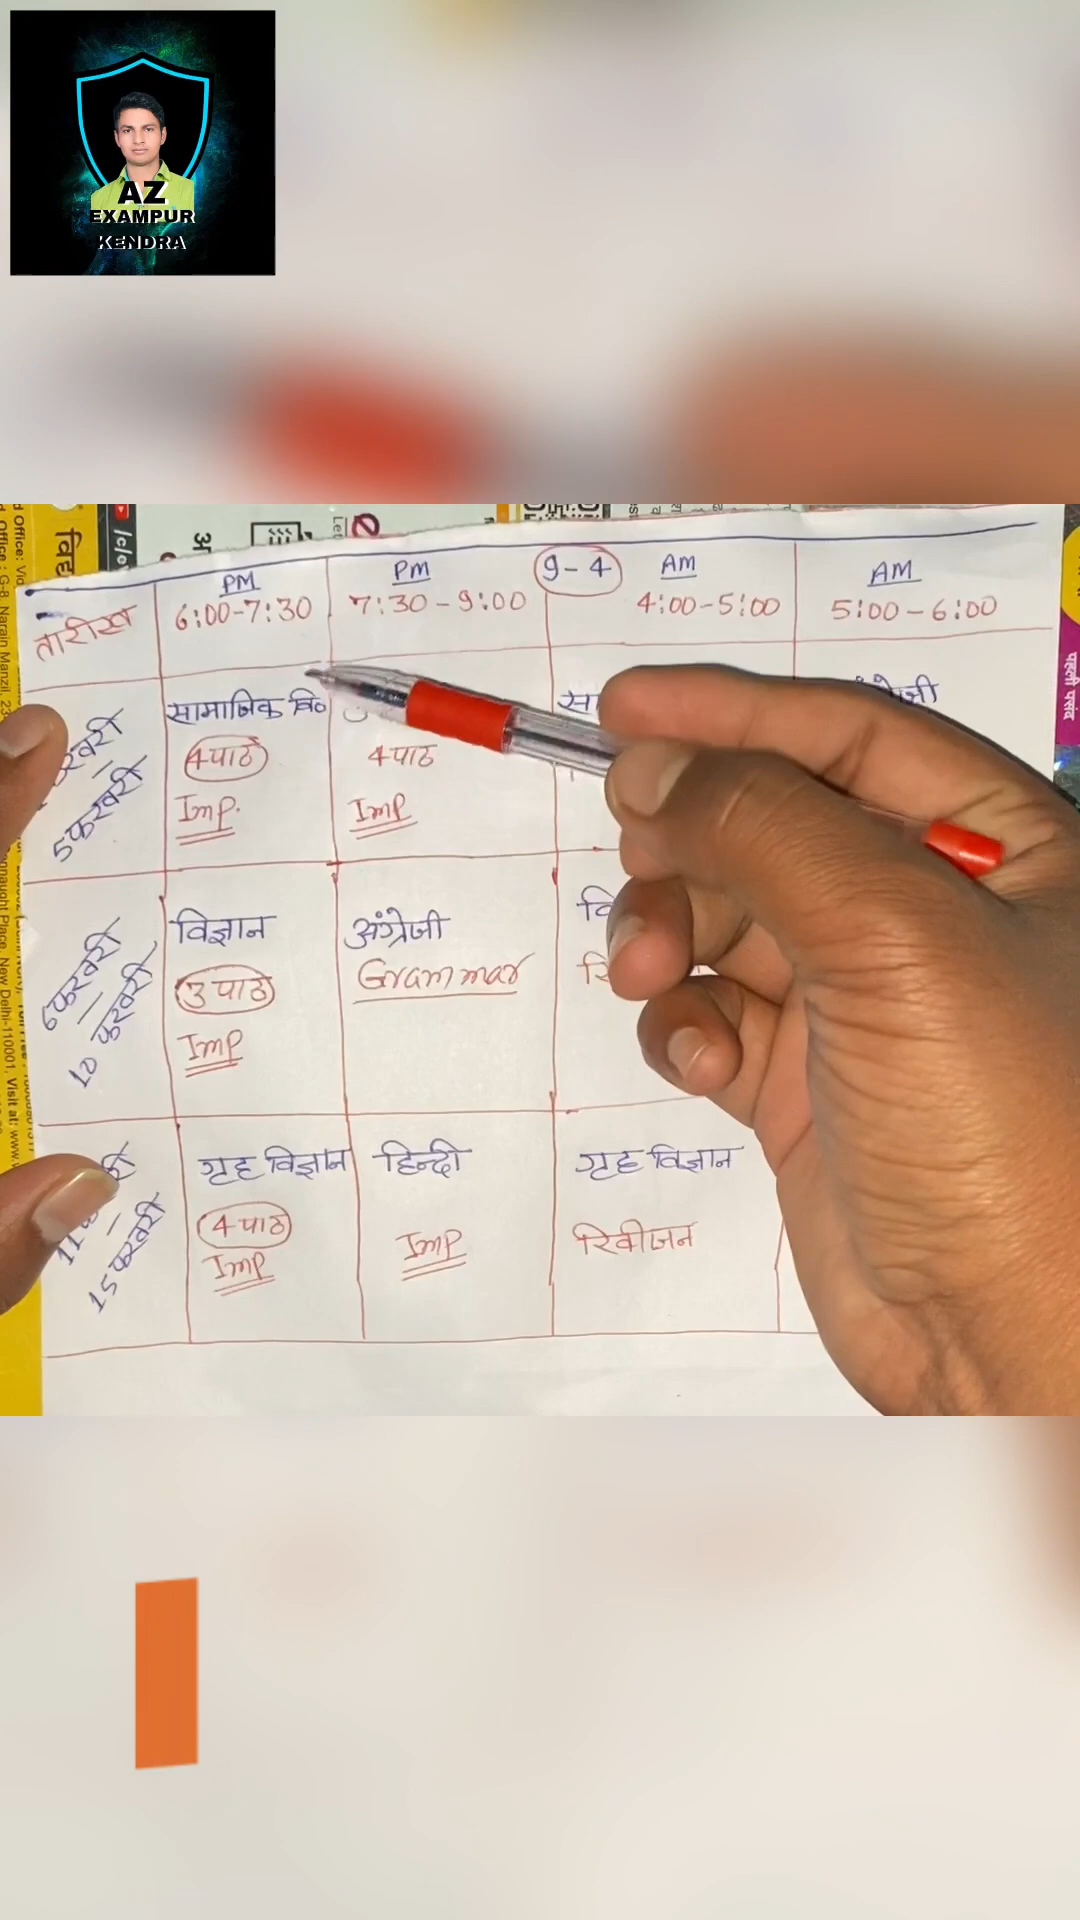 AZ
EXAMPUR
KENDRA
तारीख
PM
6:00-7:30
PM
7:30-9:00
9-4
AM
4:00-5:00
AM
5:00-6:00
5 फरवरी
सामाजिक वि०
4 पाठ
Imp.
4 पाठ
Imp
6 फरवरी
10 फरवरी
विज्ञान
3 पाठ
Imp
अंग्रेजी
Grammar
11
15 फरवरी
गृह विज्ञान
4 पाठ
Imp
हिन्दी
Imp
गृह विज्ञान
रिवीजन